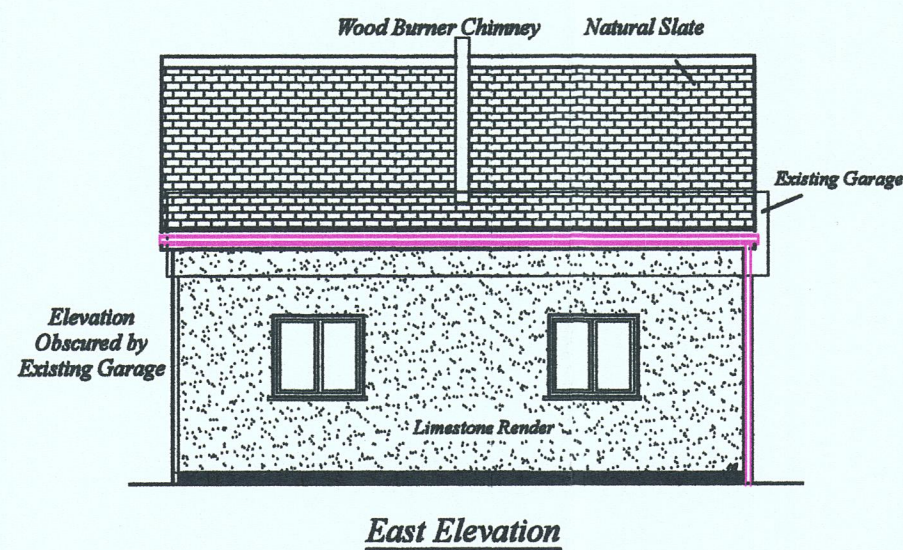 Wood Burner Chimney
Natural Slate
Existing Garage
Elevation
Obscured by
Existing Garage
Limestone Render
East Elevation